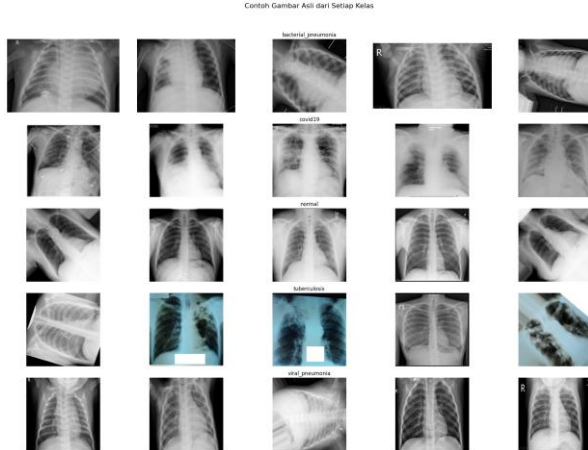 Contoh Gambar Asli dari Setiap Kelas
bacterial_pneumonia
R
covid19
normal
tuberculosis
viral_pneumonia
R